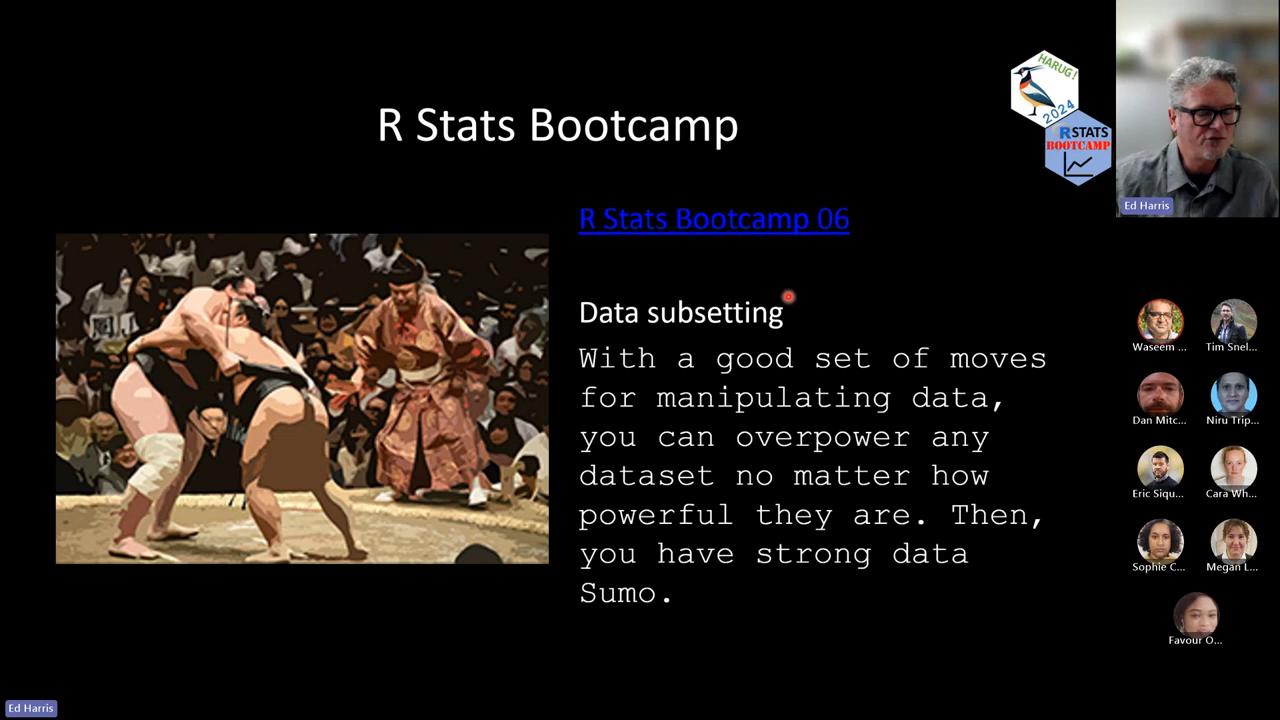 HARUG!
2024
RSTATS
BOOTCAMP
R Stats Bootcamp
Ed Harris
R Stats Bootcamp 06
Data subsetting
With a good set of moves
for manipulating data,
you can overpower any
dataset no matter how
powerful they are. Then,
you have strong data
Sumo.
Waseem ...
Tim Snel...
Dan Mitc...
Niru Trip...
Eric Siqu...
Cara Wh...
Sophie C...
Megan L...
Favour O...
Ed Harris